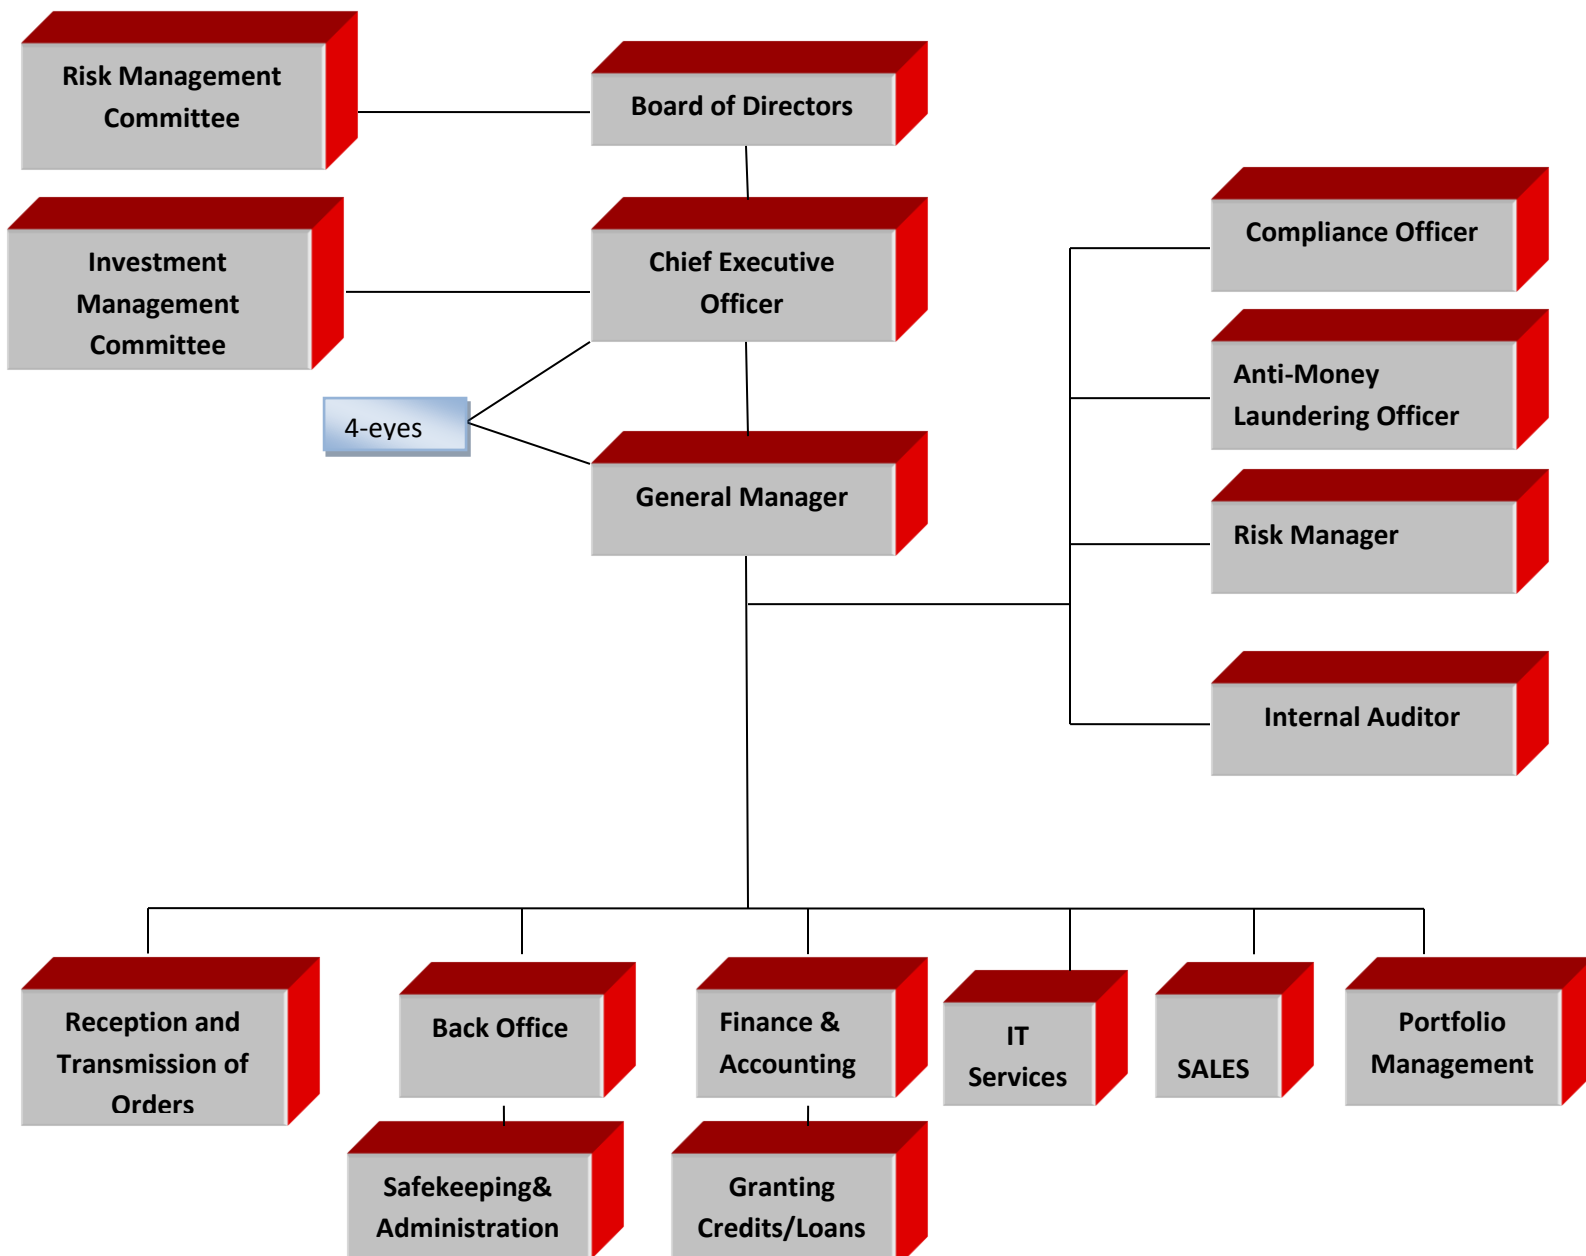 Risk Management
Committee
Board of Directors
Investment
Management
Committee
Chief Executive
Officer
4-eyes
General Manager
Compliance Officer
Anti-Money
Laundering Officer
Risk Manager
Internal Auditor
Reception and
Transmission of
Orders
Back Office
Finance &
Accounting
IT
Services
SALES
Portfolio
Management
Safekeeping&
Administration
Granting
Credits/Loans